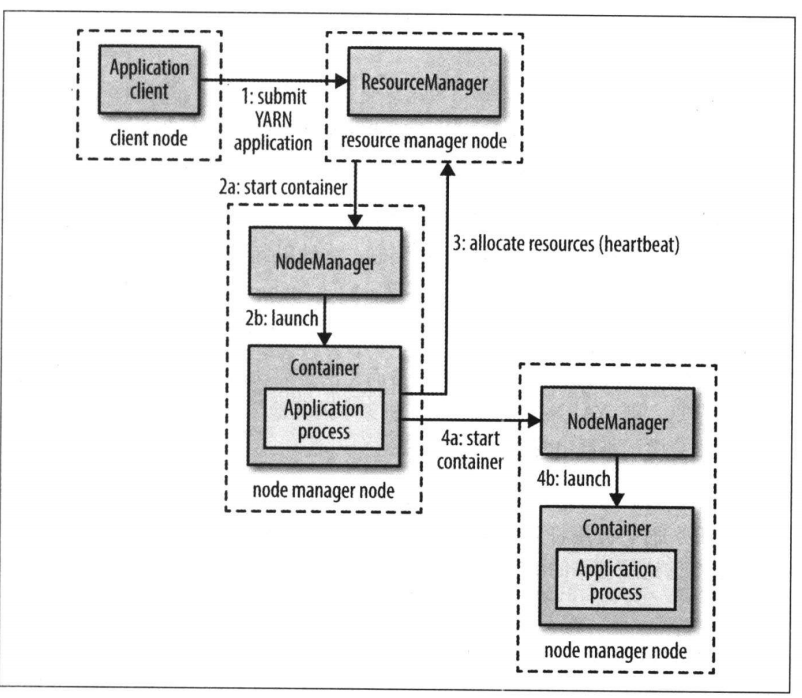 Application
client
client node
1: submit
YARN
application
ResourceManager
resource manager node
2a: start container
NodeManager
2b: launch
Container
Application
process
node manager node
3: allocate resources (heartbeat)
4a: start
container
NodeManager
4b: launch
Container
Application
process
node manager node